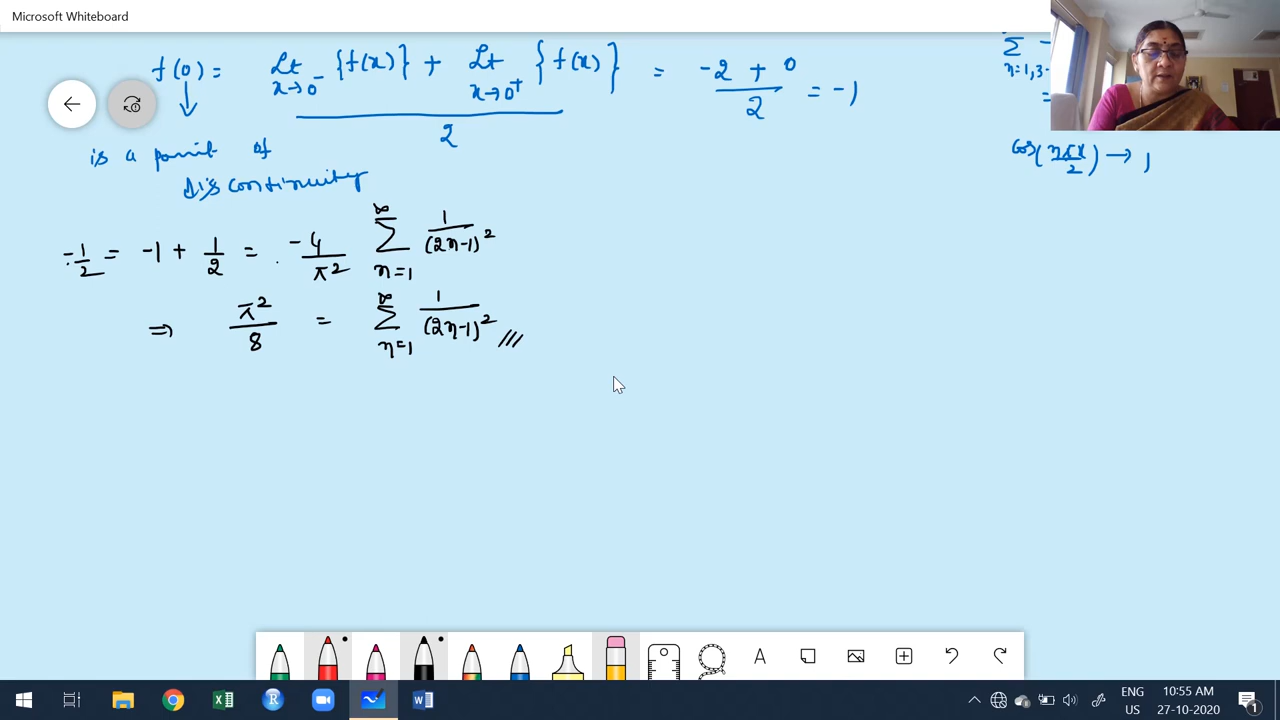 Microsoft Whiteboard
f(0) = Lt x→0⁻ {f(x)} + Lt x→0⁺ {f(x)} / 2 = -2 + 0 / 2 = -1
is a point of
discontinuity
Σ n=1,3-
=
cos(nπx/2) → 1
-1/2 = -1 + 1/2 = -4/π² ∞ Σ n=1 1/(2n-1)²
⇒ π²/8 = ∞ Σ n=1 1/(2n-1)² ///
A
W
R
ENG
US
10:55 AM
27-10-2020
1